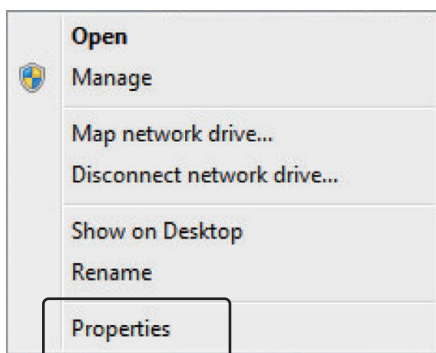 Open
Manage
Map network drive...
Disconnect network drive...
Show on Desktop
Rename
Properties